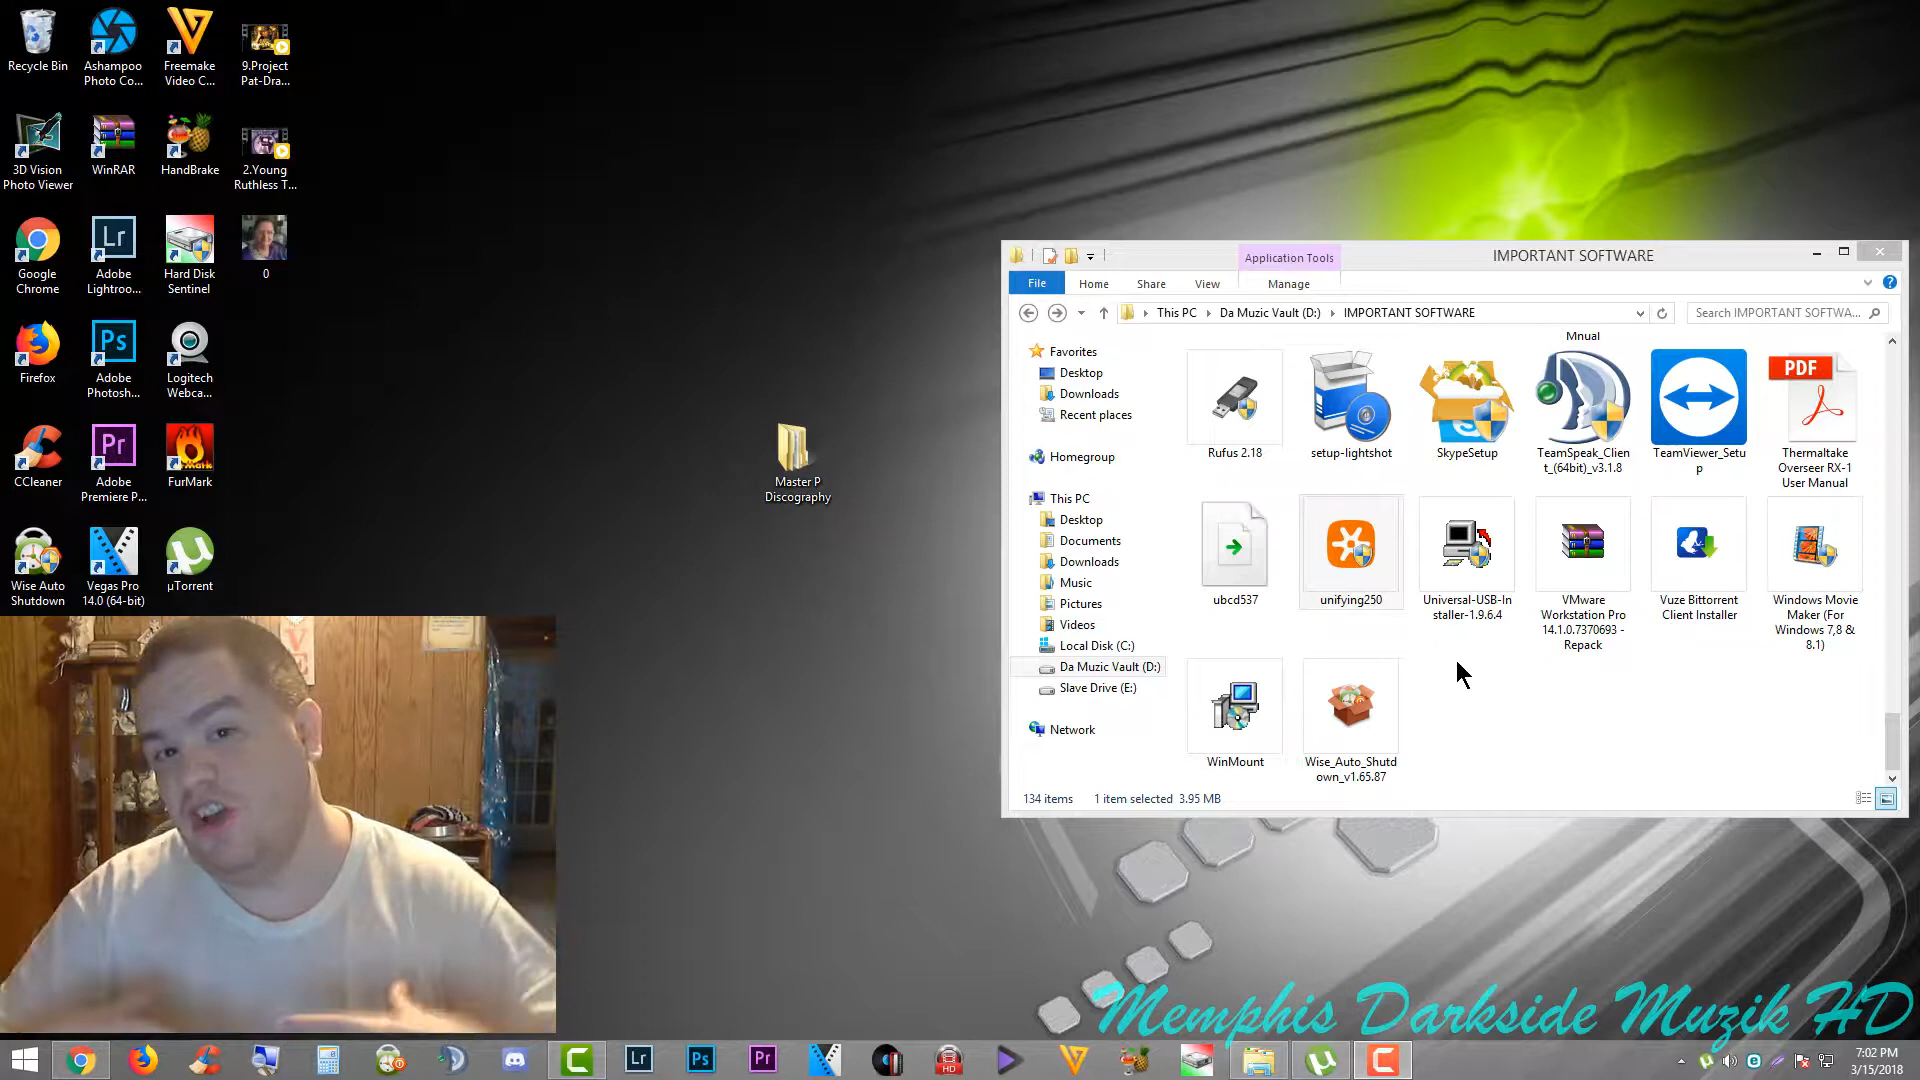 Recycle Bin
Ashampoo
Photo Co...
Freemake
Video C...
9.Project
Pat-Dra...
3D Vision
Photo Viewer
WinRAR
HandBrake
2.Young
Ruthless T...
Google
Chrome
Lr
Adobe
Lightroo...
Hard Disk
Sentinel
0
Firefox
Ps
Adobe
Photosh...
Logitech
Webca...
CCleaner
Pr
Adobe
Premiere P...
FurMark
Wise Auto
Shutdown
Vegas Pro
14.0 (64-bit)
µTorrent
Master P
Discography
Application Tools
IMPORTANT SOFTWARE
File
Home
Share
View
Manage
This PC
Da Muzic Vault (D:)
IMPORTANT SOFTWARE
Search IMPORTANT SOFTWA...
Favorites
Desktop
Downloads
Recent places
Homegroup
This PC
Desktop
Documents
Downloads
Music
Pictures
Videos
Local Disk (C:)
Da Muzic Vault (D:)
Slave Drive (E:)
Network
Mnual
Rufus 2.18
setup-lightshot
SkypeSetup
TeamSpeak_Clien
t_(64bit)_v3.1.8
TeamViewer_Setu
p
PDF
Thermaltake
Overseer RX-1
User Manual
ubcd537
unifying250
Universal-USB-In
staller-1.9.6.4
VMware
Workstation Pro
14.1.0.7370693 -
Repack
Vuze Bittorrent
Client Installer
Windows Movie
Maker (For
Windows 7,8 &
8.1)
WinMount
Wise_Auto_Shutd
own_v1.65.87
134 items
1 item selected 3.95 MB
Memphis Darkside Muzik HD
Lr
Ps
Pr
HD
7:02 PM
3/15/2018